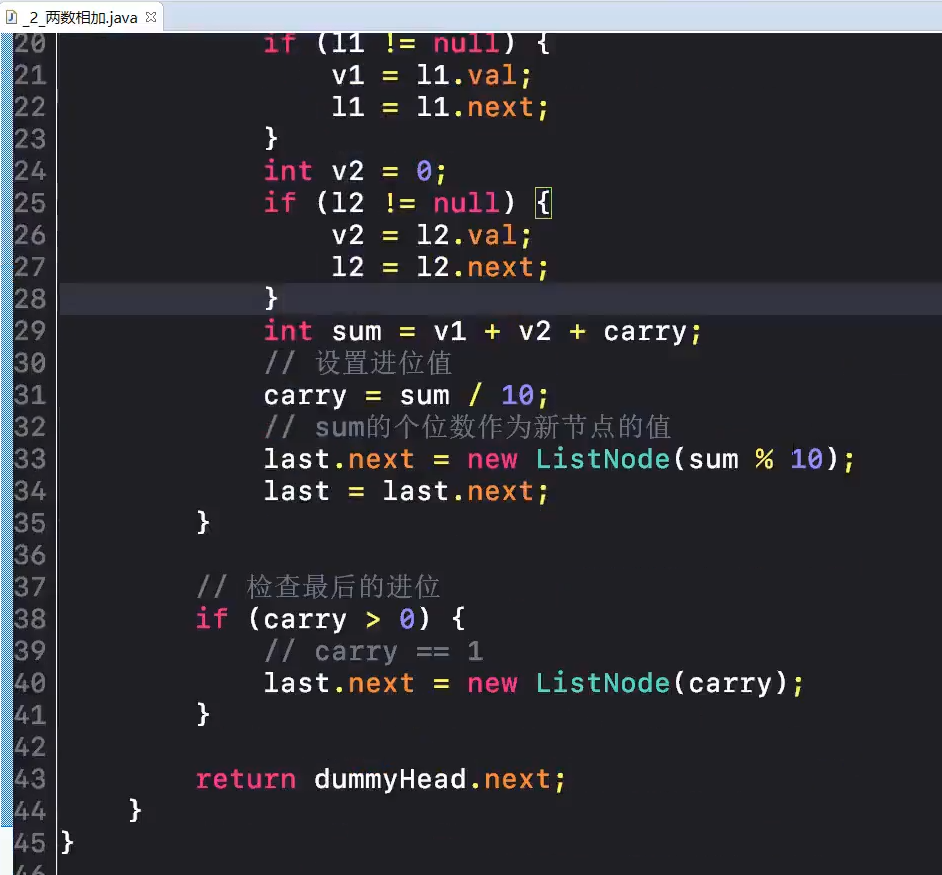 _2_两数相加.java
20 if (l1 != null) {
21 v1 = l1.val;
22 l1 = l1.next;
23 }
24 int v2 = 0;
25 if (l2 != null) {
26 v2 = l2.val;
27 l2 = l2.next;
28 }
29 int sum = v1 + v2 + carry;
30 // 设置进位值
31 carry = sum / 10;
32 // sum的个位数作为新节点的值
33 last.next = new ListNode(sum % 10);
34 last = last.next;
35 }
36
37 // 检查最后的进位
38 if (carry > 0) {
39 // carry == 1
40 last.next = new ListNode(carry);
41 }
42
43 return dummyHead.next;
44 }
45 }
46